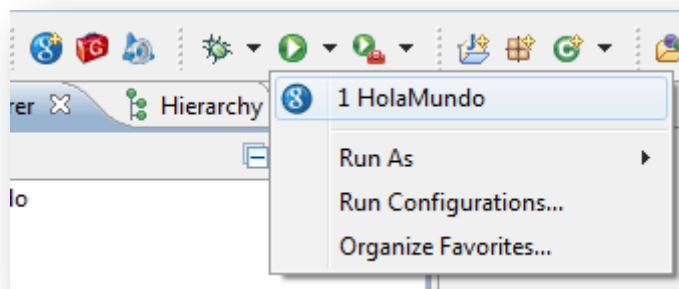 rer
Hierarchy
lo
1 HolaMundo
Run As
Run Configurations...
Organize Favorites...